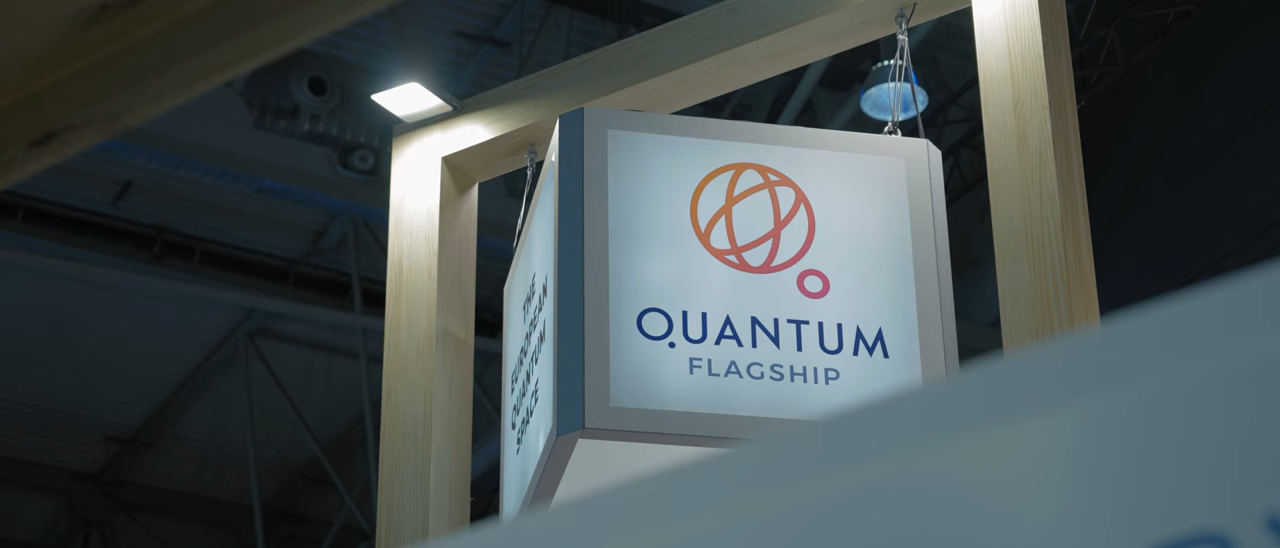 THE
EUROPEAN
QUANTUM
SPACE
QUANTUM
FLAGSHIP